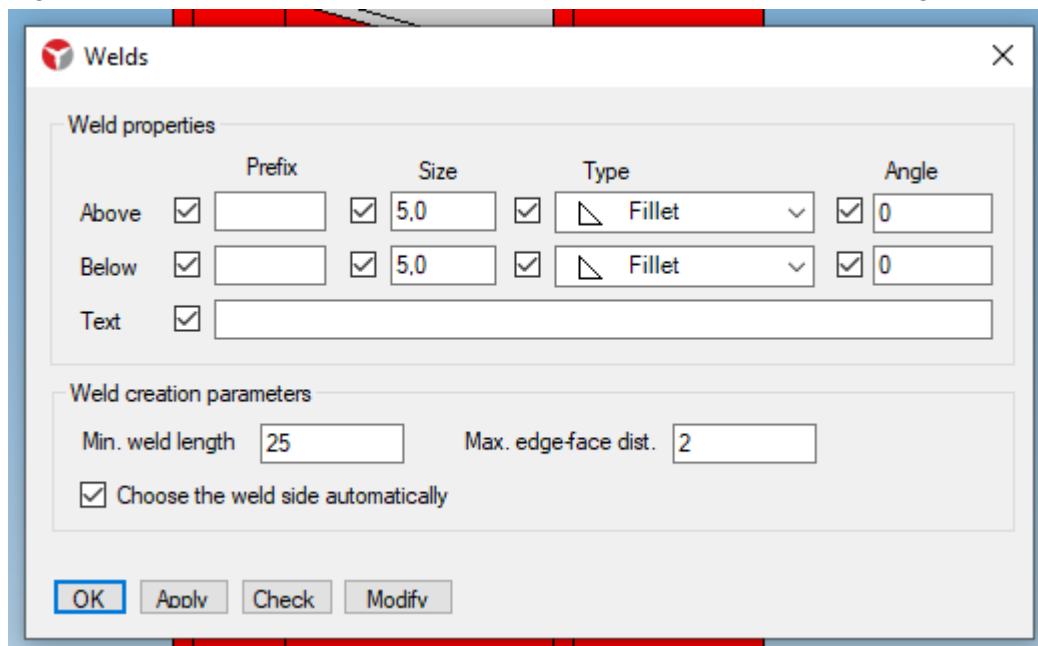 Welds
Weld properties
Prefix Size Type Angle
Above 5,0 Fillet 0
Below 5,0 Fillet 0
Text
Weld creation parameters
Min. weld length 25 Max. edge-face dist. 2
Choose the weld side automatically
OK Apply Check Modify